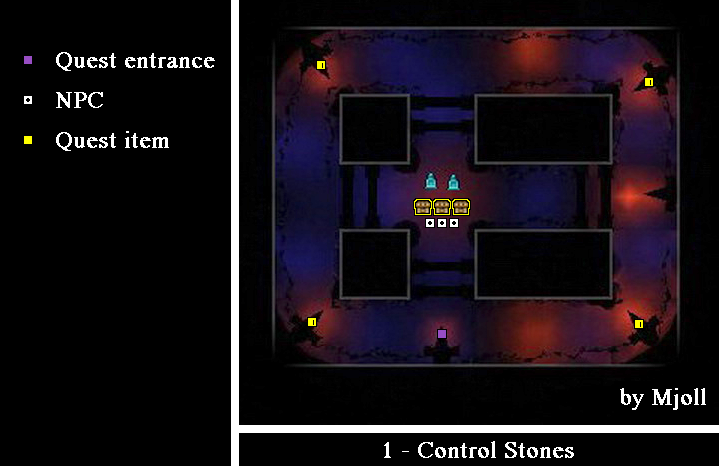 Quest entrance
NPC
Quest item
by Mjoll
1 - Control Stones